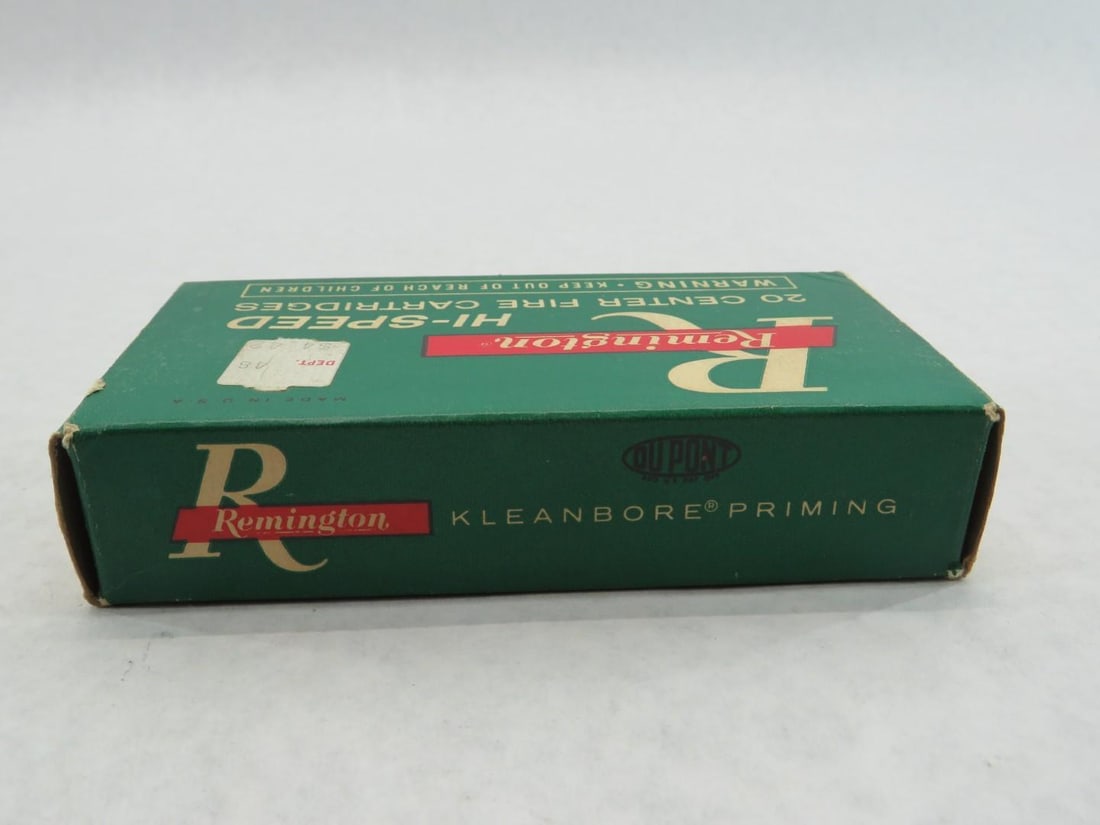 WARNING • KEEP OUT OF REACH OF CHILDREN
20 CENTER FIRE CARTRIDGES
HI-SPEED
R
Remington
DEPT.
MADE IN U.S.A.
R
Remington
DU PONT
KLEANBORE® PRIMING